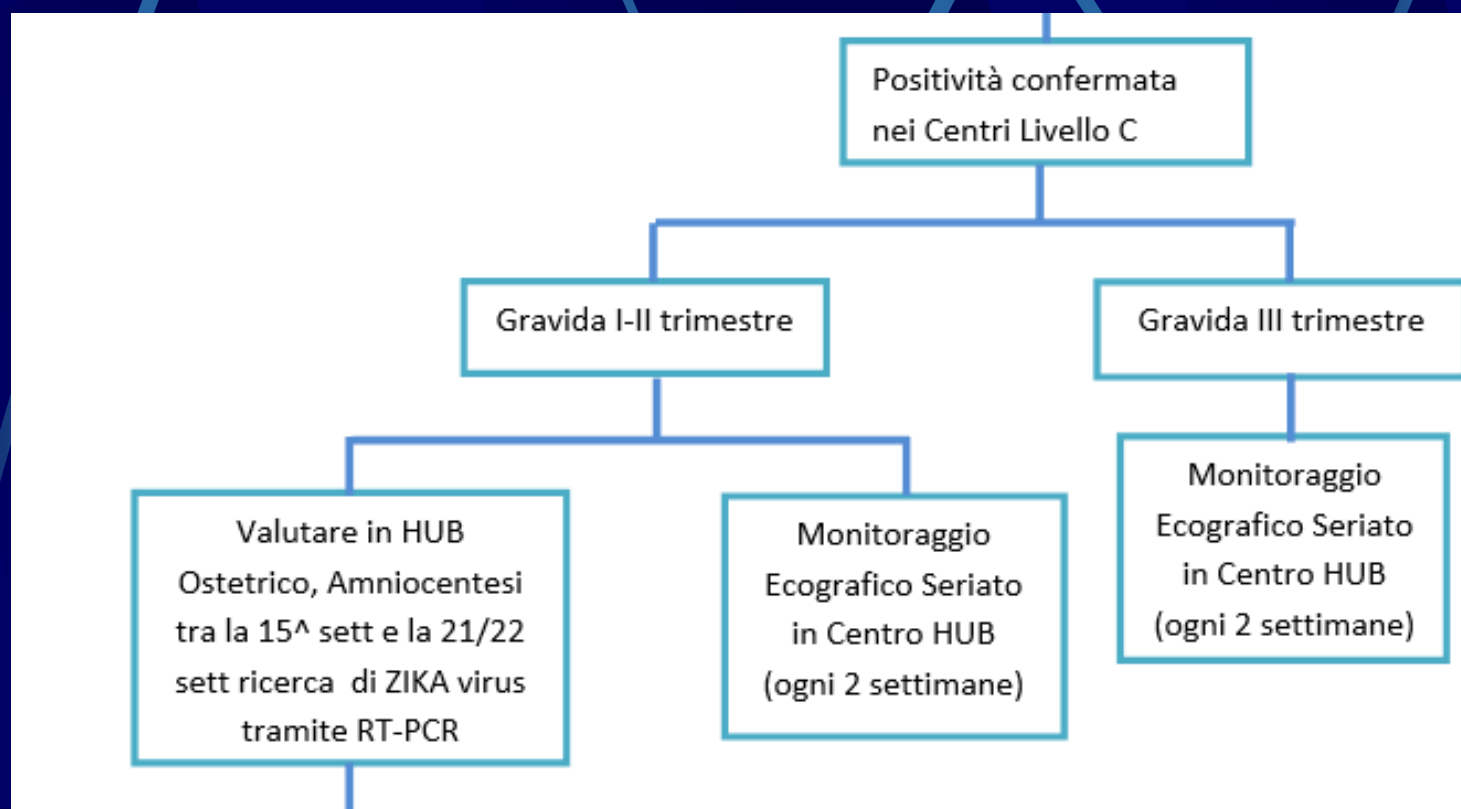 Positività confermata
nei Centri Livello C
Gravida I-II trimestre
Gravida III trimestre
Valutare in HUB
Ostetrico, Amniocentesi
tra la 15^ sett e la 21/22
sett ricerca di ZIKA virus
tramite RT-PCR
Monitoraggio
Ecografico Seriato
in Centro HUB
(ogni 2 settimane)
Monitoraggio
Ecografico Seriato
in Centro HUB
(ogni 2 settimane)